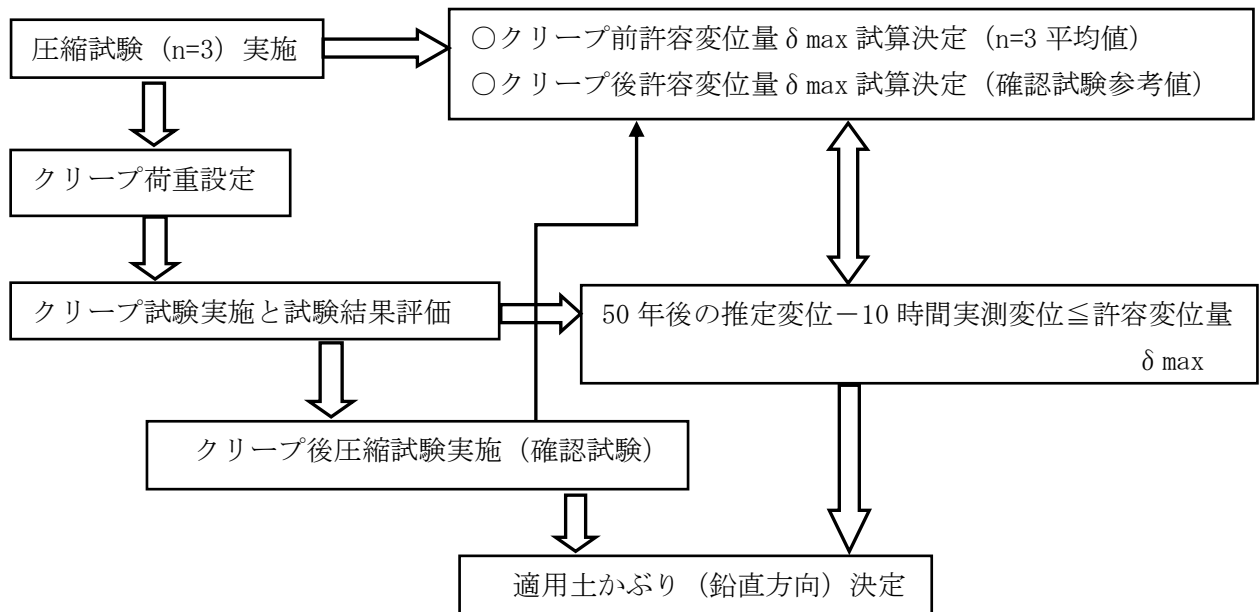 圧縮試験（n=3）実施
○クリープ前許容変位量δmax 試算決定（n=3 平均値）
○クリープ後許容変位量δmax 試算決定（確認試験参考値）
クリープ荷重設定
クリープ試験実施と試験結果評価
50 年後の推定変位－10 時間実測変位≦許容変位量
δmax
クリープ後圧縮試験実施（確認試験）
適用土かぶり（鉛直方向）決定